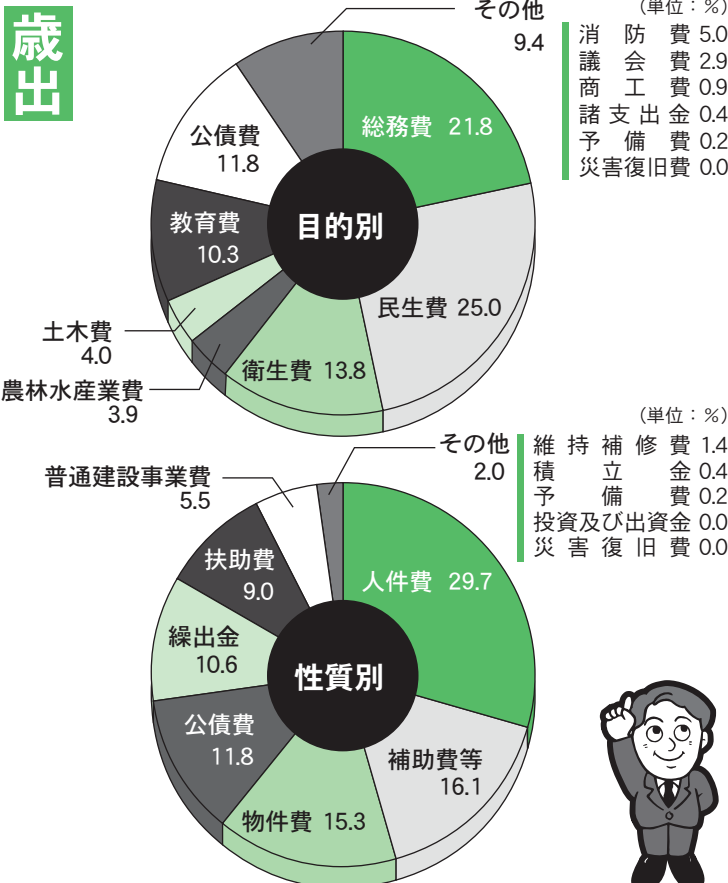 歳出
その他
9.4
(単位：%)
消防費 5.0
議会費 2.9
商工費 0.9
諸支出金 0.4
予備費 0.2
災害復旧費 0.0
目的別
総務費 21.8
民生費 25.0
衛生費 13.8
農林水産業費
3.9
土木費
4.0
教育費
10.3
公債費
11.8
(単位：%)
その他
2.0
維持補修費 1.4
積立金 0.4
予備費 0.2
投資及び出資金 0.0
災害復旧費 0.0
性質別
人件費 29.7
補助費等
16.1
物件費 15.3
公債費
11.8
繰出金
10.6
扶助費
9.0
普通建設事業費
5.5